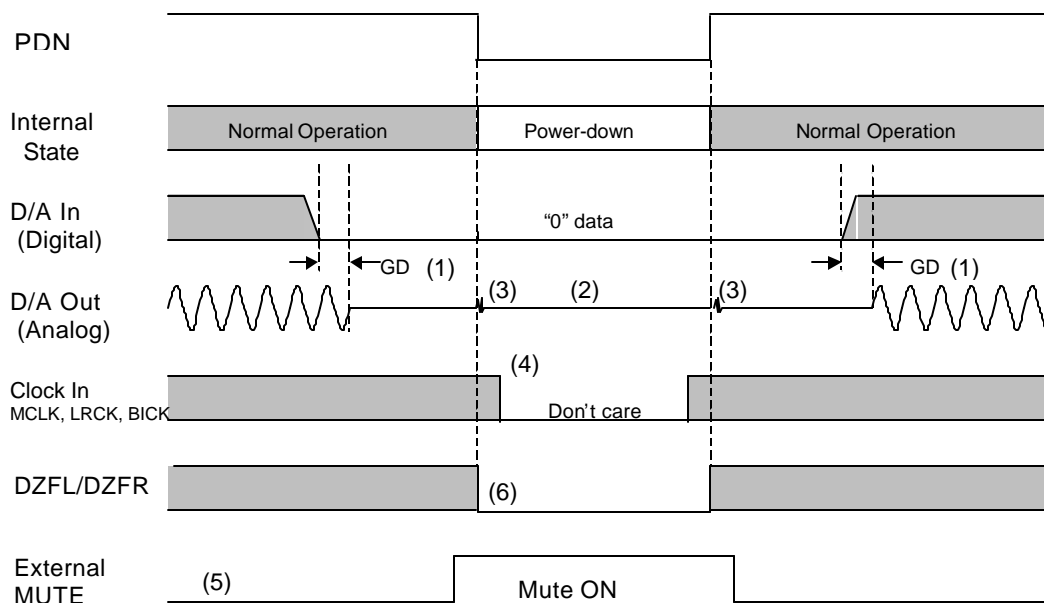 PDN
Internal
State
Normal Operation
Power-down
Normal Operation
D/A In
(Digital)
“0” data
GD
(1)
GD
(1)
D/A Out
(Analog)
(3)
(2)
(3)
Clock In
MCLK, LRCK, BICK
(4)
Don’t care
DZFL/DZFR
(6)
External
MUTE
(5)
Mute ON